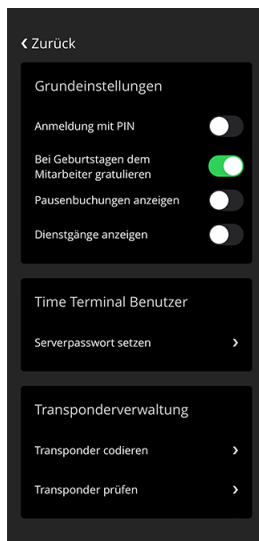 Zurück
Grundeinstellungen
Anmeldung mit PIN
Bei Geburtstagen dem
Mitarbeiter gratulieren
Pausenbuchungen anzeigen
Dienstgänge anzeigen
Time Terminal Benutzer
Serverpasswort setzen
Transponderverwaltung
Transponder codieren
Transponder prüfen